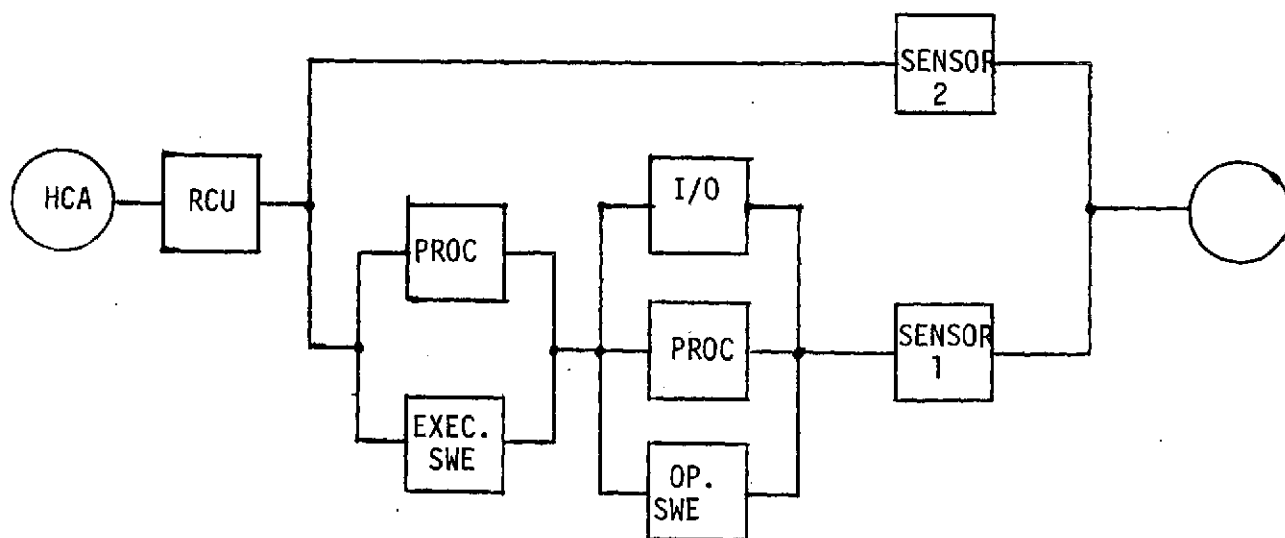 SENSOR
2
HCA
RCU
I/O
PROC
PROC
SENSOR
1
EXEC.
SWE
OP.
SWE